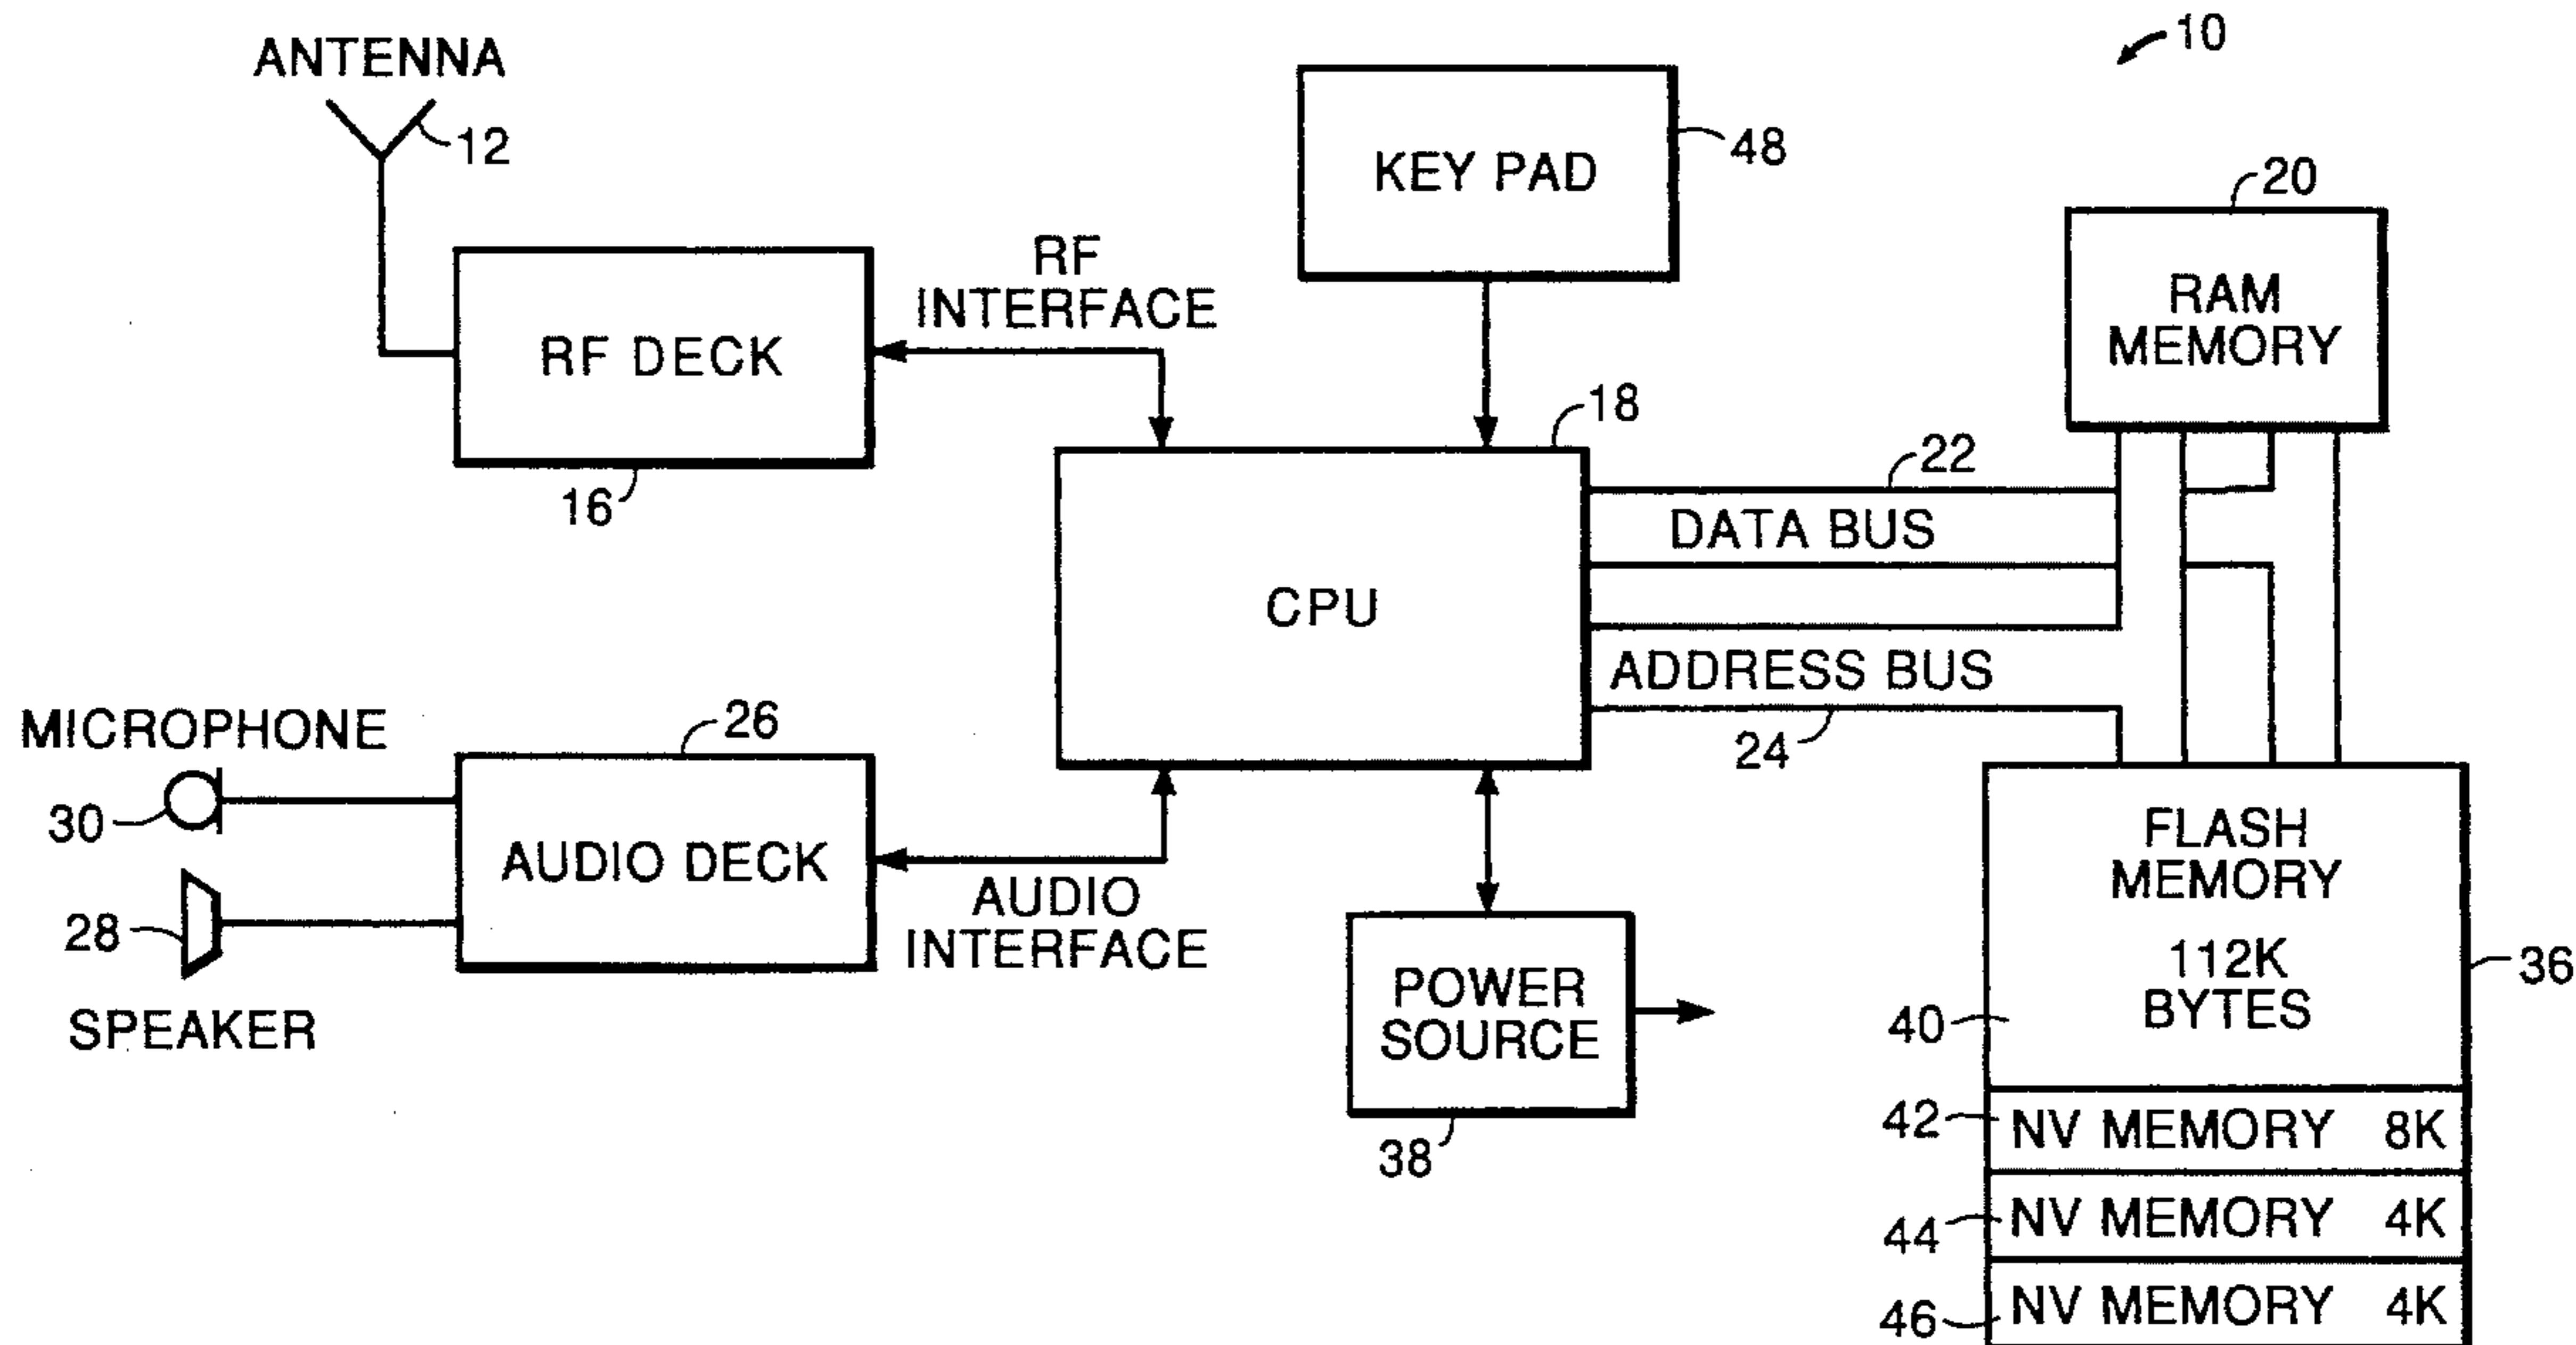 10
ANTENNA
12
KEY PAD
48
20
RAM
MEMORY
RF
INTERFACE
RF DECK
16
18
22
DATA BUS
CPU
ADDRESS BUS
24
MICROPHONE
30
26
AUDIO DECK
28
SPEAKER
AUDIO
INTERFACE
POWER
SOURCE
38
FLASH
MEMORY
112K
BYTES
36
40
42
NV MEMORY 8K
44
NV MEMORY 4K
46
NV MEMORY 4K